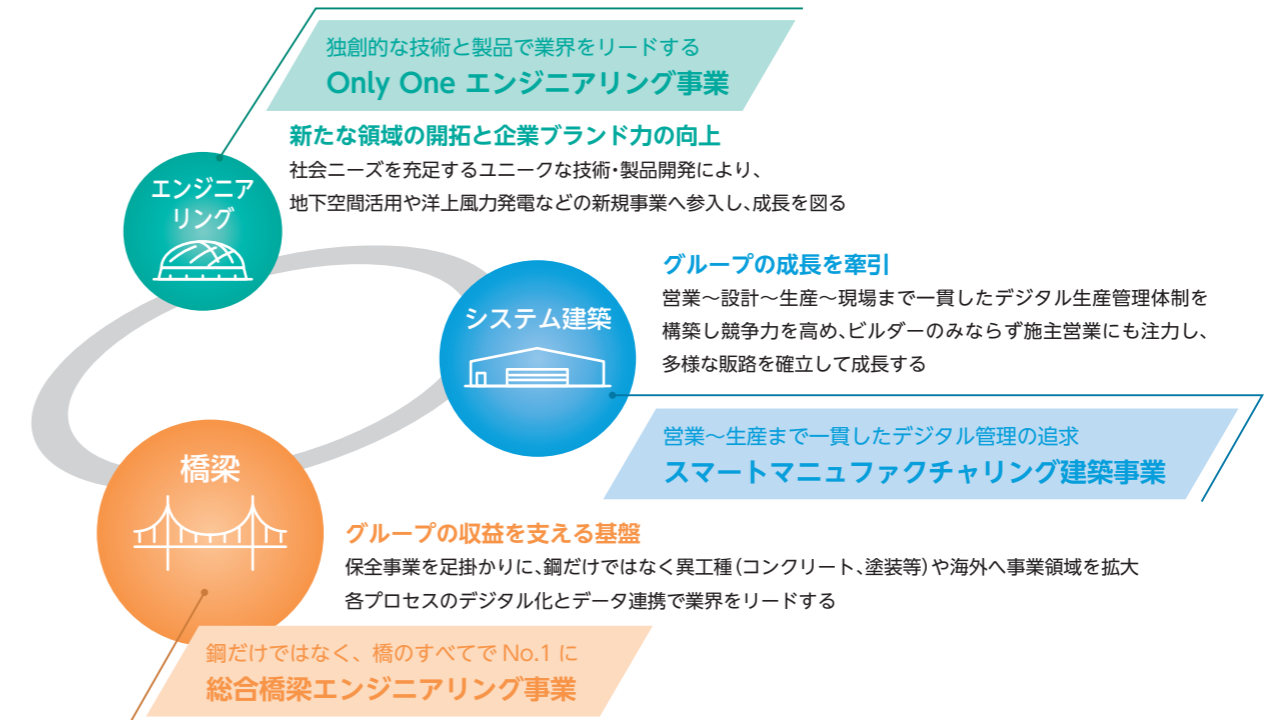 独創的な技術と製品で業界をリードする
Only One エンジニアリング事業
新たな領域の開拓と企業ブランド力の向上
社会ニーズを充足するユニークな技術・製品開発により、
地下空間活用や洋上風力発電などの新規事業へ参入し、成長を図る
エンジニア
リング
グループの成長を牽引
営業～設計～生産～現場まで一貫したデジタル生産管理体制を
構築し競争力を高め、ビルダーのみならず施主営業にも注力し、
多様な販路を確立して成長する
システム建築
営業～生産まで一貫したデジタル管理の追求
スマートマニュファクチャリング建築事業
橋梁
グループの収益を支える基盤
保全事業を足掛かりに、鋼だけではなく異工種（コンクリート、塗装等）や海外へ事業領域を拡大
各プロセスのデジタル化とデータ連携で業界をリードする
鋼だけではなく、橋のすべてで No.1 に
総合橋梁エンジニアリング事業